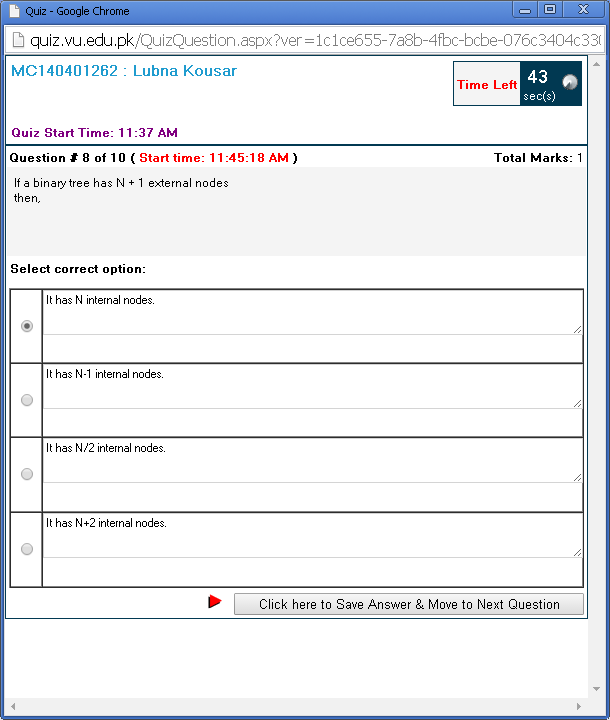 Quiz - Google Chrome
quiz.vu.edu.pk/QuizQuestion.aspx?ver=1c1ce655-7a8b-4fbc-bcbe-076c3404c330
MC140401262 : Lubna Kousar
Time Left 43
sec(s)
Quiz Start Time: 11:37 AM
Question # 8 of 10 ( Start time: 11:45:18 AM ) Total Marks: 1
If a binary tree has N + 1 external nodes
then,
Select correct option:
It has N internal nodes.
It has N-1 internal nodes.
It has N/2 internal nodes.
It has N+2 internal nodes.
Click here to Save Answer & Move to Next Question